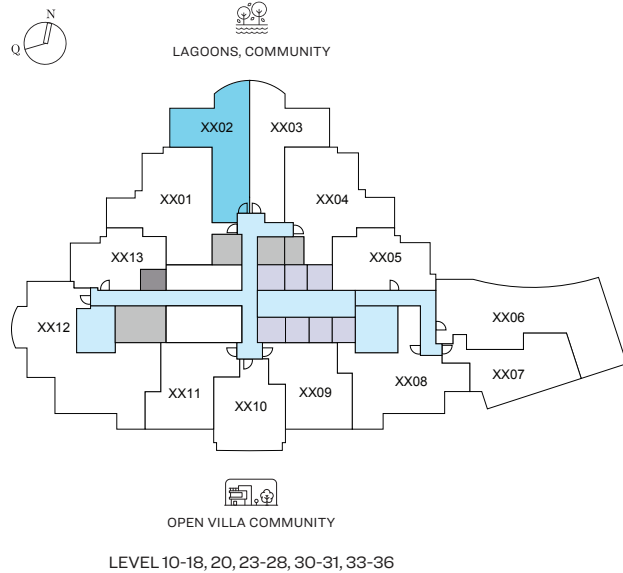 N
Q
LAGOONS, COMMUNITY
XX02
XX03
XX01
XX04
XX13
XX05
XX12
XX06
XX07
XX11
XX10
XX09
XX08
OPEN VILLA COMMUNITY
LEVEL 10-18, 20, 23-28, 30-31, 33-36